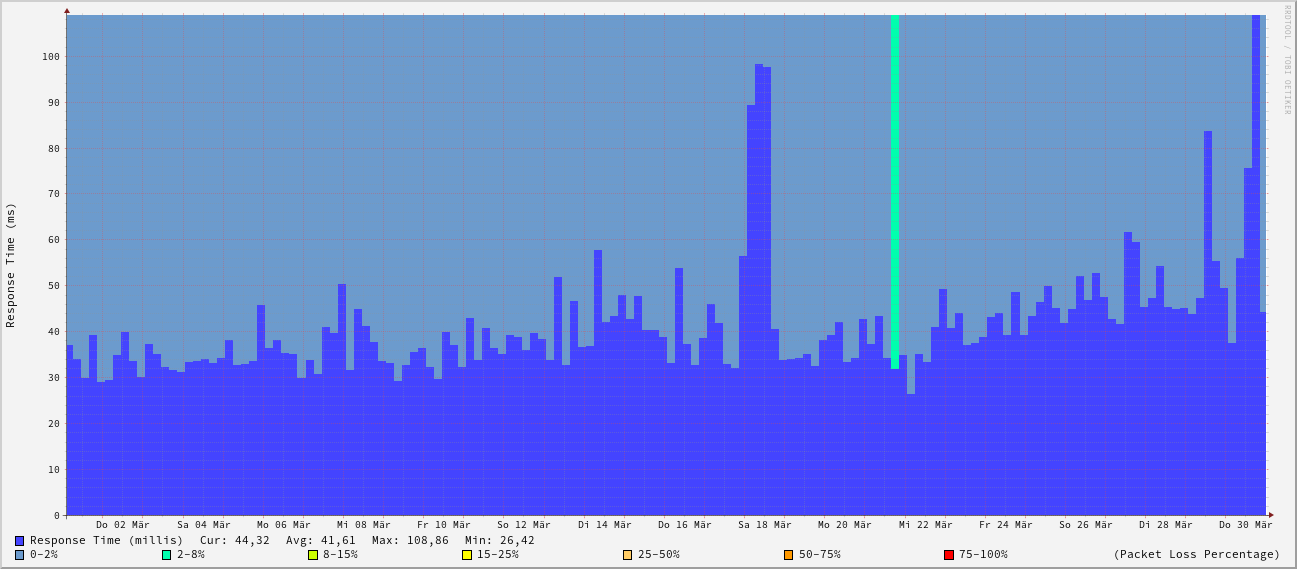 RRDTOOL / TOBI OETIKER
Response Time (ms)
100
90
80
70
60
50
40
30
20
10
0
Do 02 Mär Sa 04 Mär Mo 06 Mär Mi 08 Mär Fr 10 Mär So 12 Mär Di 14 Mär Do 16 Mär Sa 18 Mär Mo 20 Mär Mi 22 Mär Fr 24 Mär So 26 Mär Di 28 Mär Do 30 Mär
Response Time (millis) Cur: 44,32 Avg: 41,61 Max: 108,86 Min: 26,42
0-2% 2-8% 8-15% 15-25% 25-50% 50-75% 75-100% (Packet Loss Percentage)